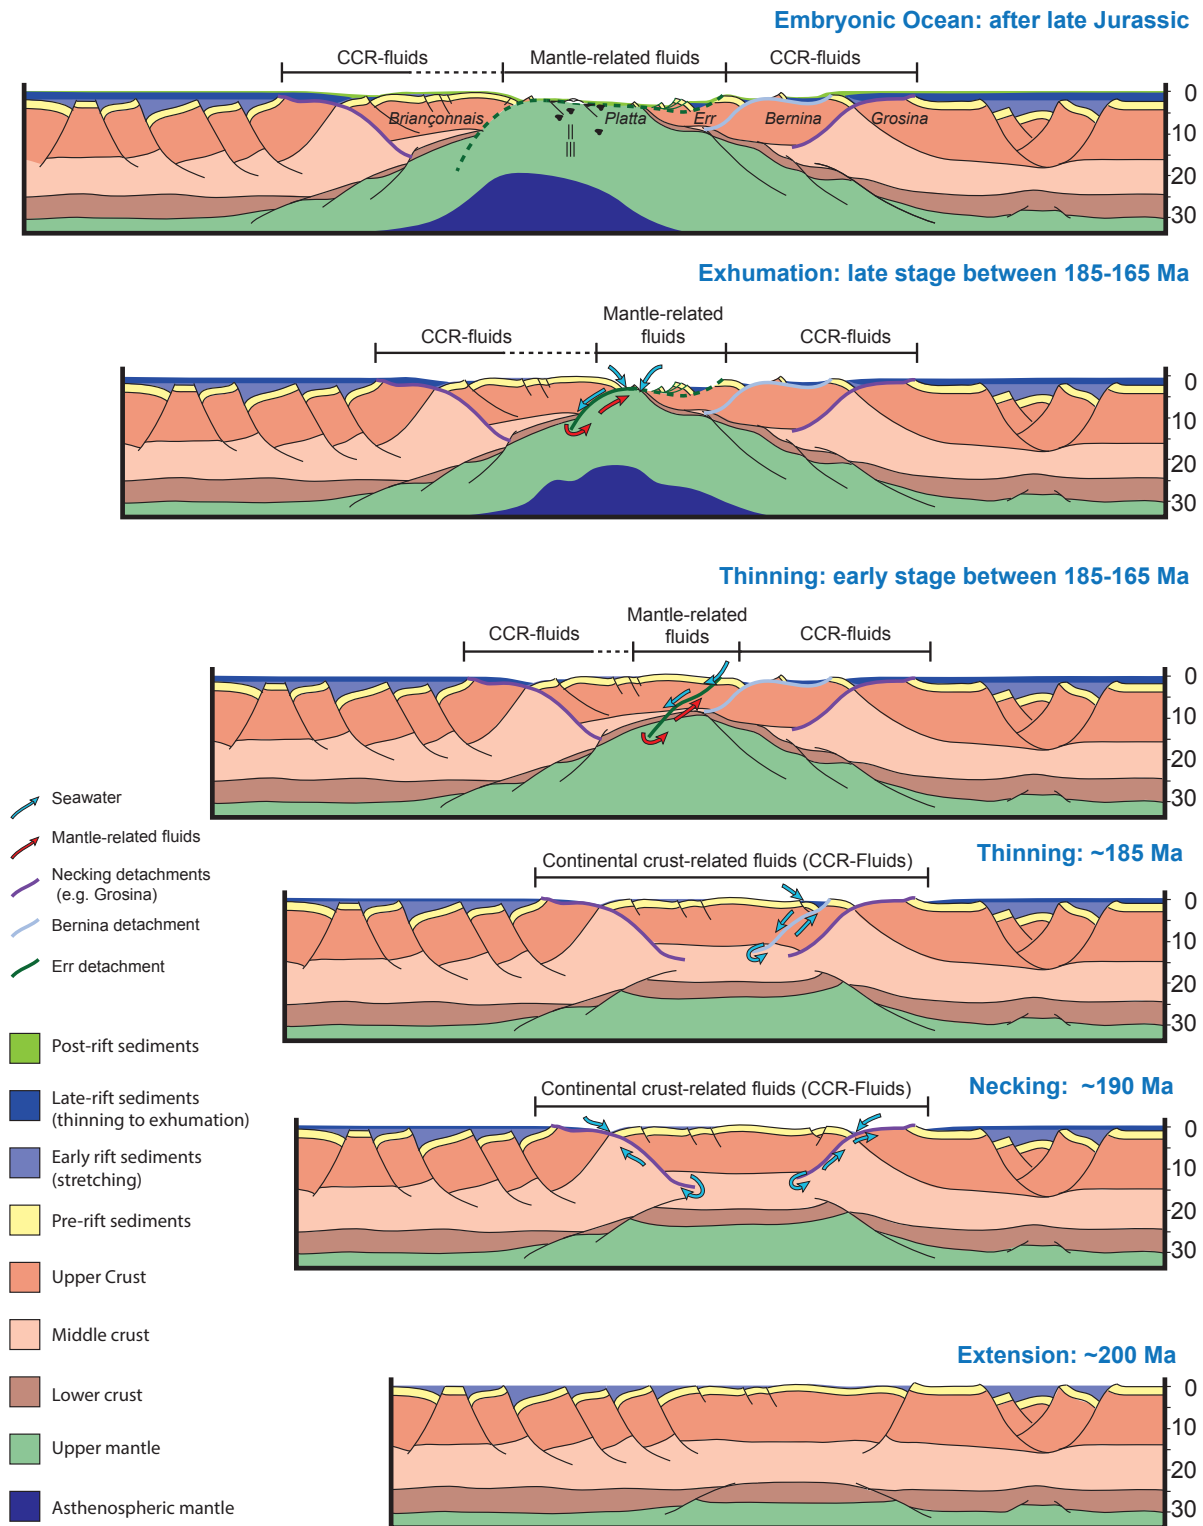 Embryonic Ocean: after late Jurassic
CCR-fluids
Mantle-related fluids
CCR-fluids
Briançonnais
Platta
Err
Bernina
Grosina
0
10
20
30
Exhumation: late stage between 185-165 Ma
CCR-fluids
Mantle-related
fluids
CCR-fluids
0
10
20
30
Thinning: early stage between 185-165 Ma
CCR-fluids
Mantle-related
fluids
CCR-fluids
0
10
20
30
Thinning: ~185 Ma
Continental crust-related fluids (CCR-Fluids)
0
10
20
30
Necking: ~190 Ma
Continental crust-related fluids (CCR-Fluids)
0
10
20
30
Extension: ~200 Ma
0
10
20
30
Seawater
Mantle-related fluids
Necking detachments
(e.g. Grosina)
Bernina detachment
Err detachment
Post-rift sediments
Late-rift sediments
(thinning to exhumation)
Early rift sediments
(stretching)
Pre-rift sediments
Upper Crust
Middle crust
Lower crust
Upper mantle
Asthenospheric mantle